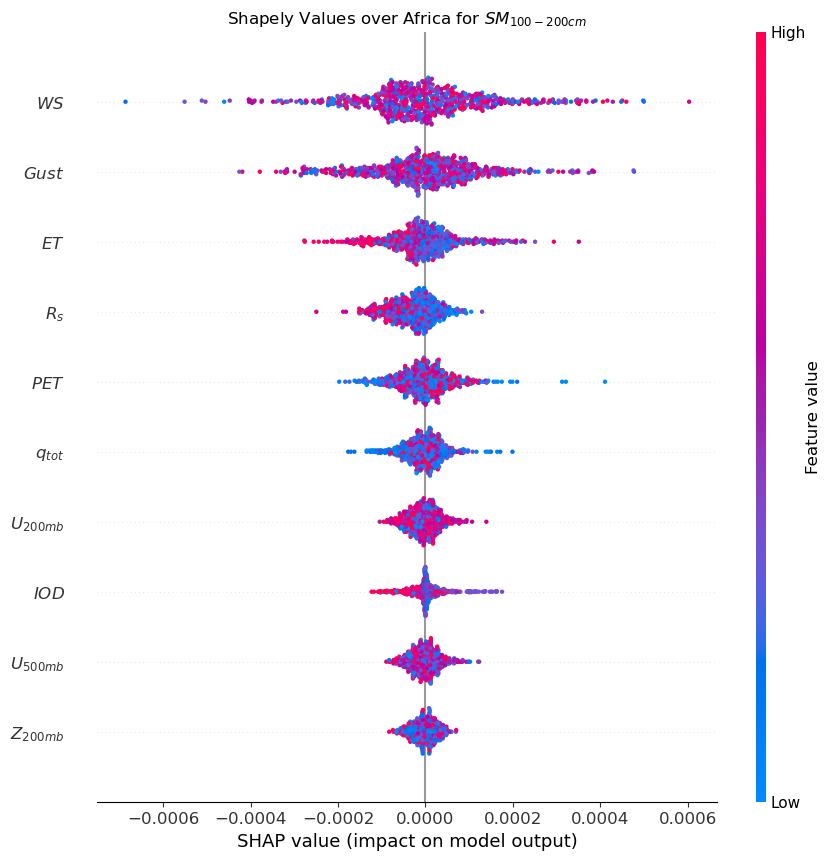 Shapely Values over Africa for SM100−200cm
High
WS
Gust
ET
Rs
PET
qtot
U200mb
IOD
U500mb
Z200mb
Feature value
Low
−0.0006 −0.0004 −0.0002 0.0000 0.0002 0.0004 0.0006
SHAP value (impact on model output)